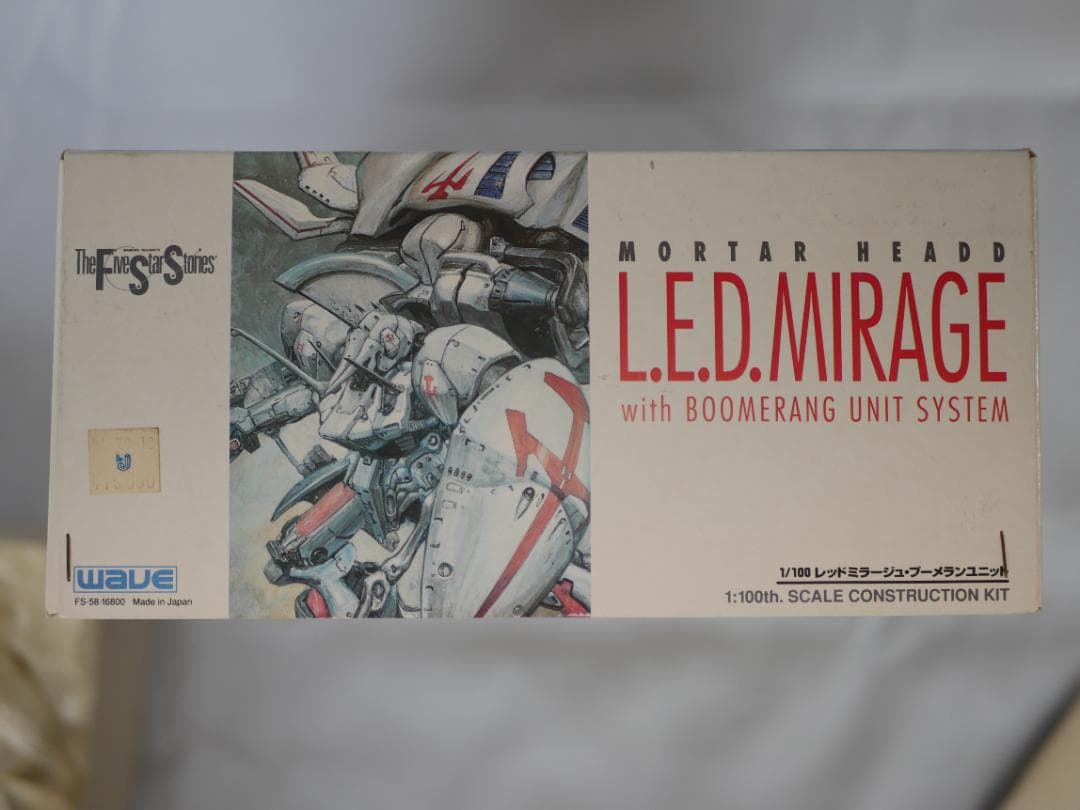 The Five Star Stories
MORTAR HEADD
L.E.D. MIRAGE
with BOOMERANG UNIT SYSTEM
wave
FS-58-16800 Made in Japan
1/100 レッドミラージュ・ブーメランユニット
1:100th. SCALE CONSTRUCTION KIT